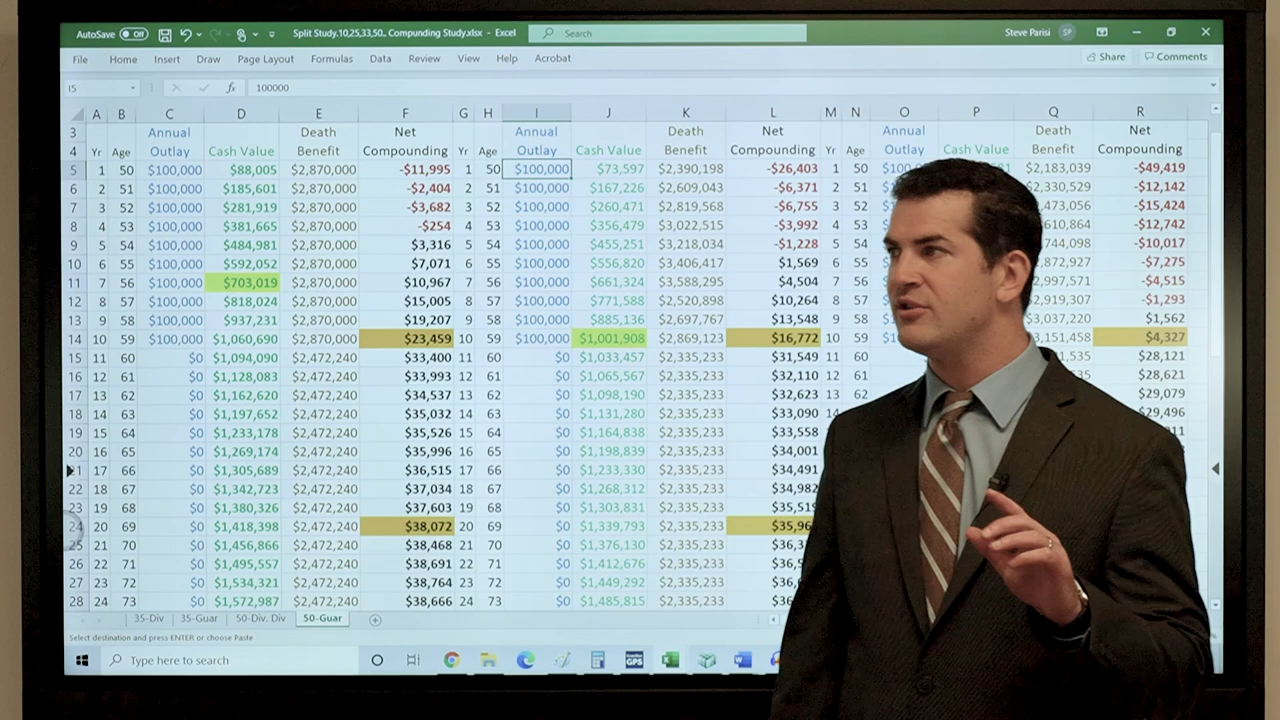 AutoSave Off Split Study.10,25,33,50.. Compunding Study.xlsx - Excel Search Steve Parisi SP
File Home Insert Draw Page Layout Formulas Data Review View Help Acrobat Share Comments
I5 fx 100000
A B C D E F G H I J K L M N O P Q R
3 Annual Death Net Annual Death Net Annual Death Net
4 Yr Age Outlay Cash Value Benefit Compounding Yr Age Outlay Cash Value Benefit Compounding Yr Age Outlay Cash Value Benefit Compounding
5 1 50 $100,000 $88,005 $2,870,000 -$11,995 1 50 $100,000 $73,597 $2,390,198 -$26,403 1 50 $2,183,039 -$49,419
6 2 51 $100,000 $185,601 $2,870,000 -$2,404 2 51 $100,000 $167,226 $2,609,043 -$6,371 2 51 $2,330,529 -$12,142
7 3 52 $100,000 $281,919 $2,870,000 -$3,682 3 52 $100,000 $260,471 $2,819,568 -$6,755 3 52 -$15,424
8 4 53 $100,000 $381,665 $2,870,000 -$254 4 53 $100,000 $356,479 $3,022,515 -$3,992 4 53 -$12,742
9 5 54 $100,000 $484,981 $2,870,000 $3,316 5 54 $100,000 $455,251 $3,218,034 -$1,228 5 54 -$10,017
10 6 55 $100,000 $592,052 $2,870,000 $7,071 6 55 $100,000 $556,820 $3,406,417 $1,569 6 55 -$7,275
11 7 56 $100,000 $703,019 $2,870,000 $10,967 7 56 $100,000 $661,324 $3,588,295 $4,504 7 56 -$4,515
12 8 57 $100,000 $818,024 $2,870,000 $15,005 8 57 $100,000 $771,588 $2,520,898 $10,264 8 57 -$1,293
13 9 58 $100,000 $937,231 $2,870,000 $19,207 9 58 $100,000 $885,136 $2,697,767 $13,548 9 58 $3,037,220 $1,562
14 10 59 $100,000 $1,060,690 $2,870,000 $23,459 10 59 $100,000 $1,001,908 $2,869,123 $16,772 10 59 $4,327
15 11 60 $0 $1,094,090 $2,472,240 $33,400 11 60 $0 $1,033,457 $2,335,233 $31,549 11 60 $28,121
16 12 61 $0 $1,128,083 $2,472,240 $33,993 12 61 $0 $1,065,567 $2,335,233 $32,110 12 61 $28,621
17 13 62 $0 $1,162,620 $2,472,240 $34,537 13 62 $0 $1,098,190 $2,335,233 $32,623 13 62 $29,079
18 14 63 $0 $1,197,652 $2,472,240 $35,032 14 63 $0 $1,131,280 $2,335,233 $33,090 14 $29,496
19 15 64 $0 $1,233,178 $2,472,240 $35,526 15 64 $0 $1,164,838 $2,335,233 $33,558
20 16 65 $0 $1,269,174 $2,472,240 $35,996 16 65 $0 $1,198,839 $2,335,233 $34,001
21 17 66 $0 $1,305,689 $2,472,240 $36,515 17 66 $0 $1,233,330 $2,335,233 $34,491
22 18 67 $0 $1,342,723 $2,472,240 $37,034 18 67 $0 $1,268,312 $2,335,233 $34,982
23 19 68 $0 $1,380,326 $2,472,240 $37,603 19 68 $0 $1,303,831 $2,335,233
24 20 69 $0 $1,418,398 $2,472,240 $38,072 20 69 $0 $1,339,793 $2,335,233
25 21 70 $0 $1,456,866 $2,472,240 $38,468 21 70 $0 $1,376,130 $2,335,233
26 22 71 $0 $1,495,557 $2,472,240 $38,691 22 71 $0 $1,412,676 $2,335,233
27 23 72 $0 $1,534,321 $2,472,240 $38,764 23 72 $0 $1,449,292 $2,335,233
28 24 73 $0 $1,572,987 $2,472,240 $38,666 24 73 $0 $1,485,815 $2,335,233
35-Div 35-Guar 50-Div. Div 50-Guar
Select destination and press ENTER or choose Paste
Type here to search GPS